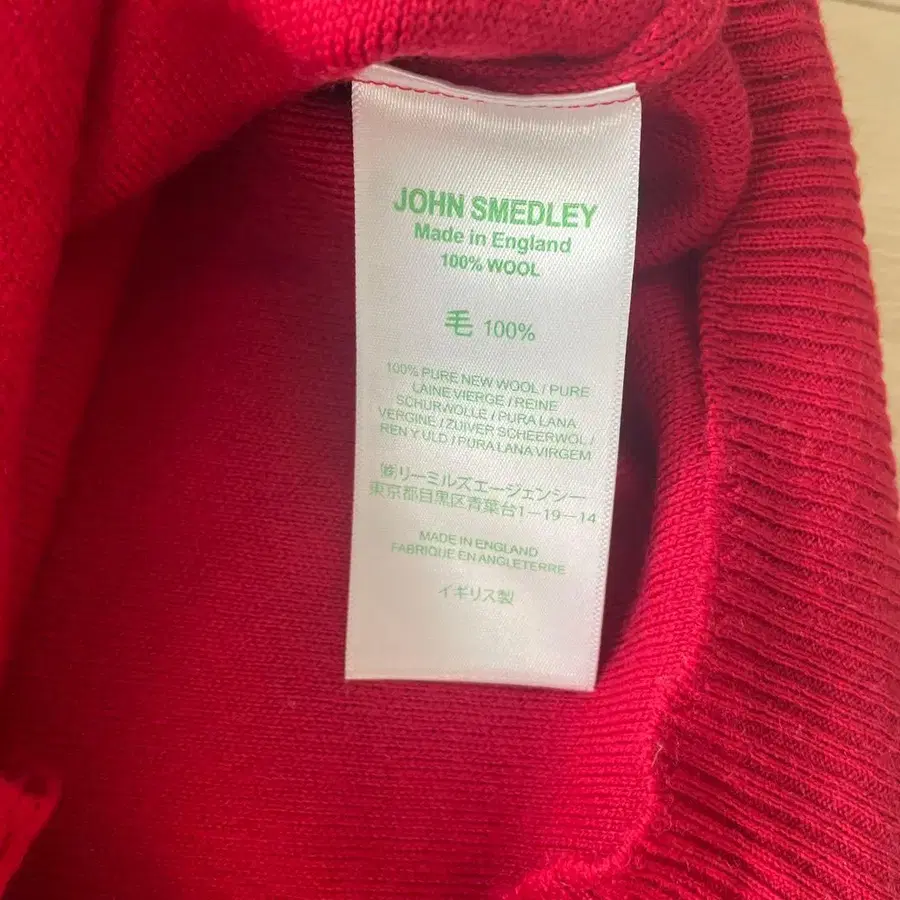 JOHN SMEDLEY
Made in England
100% WOOL
毛 100%
100% PURE NEW WOOL / PURE
LAINE VIERGE / REINE
SCHURWOLLE / PURA LANA
VERGINE / ZUIVER SCHEERWOL /
REN Y ULD / PURA LANA VIRGEM
㈱リーミルズエージェンシー
東京都目黒区青葉台1-19-14
MADE IN ENGLAND
FABRIQUE EN ANGLETERRE
イギリス製